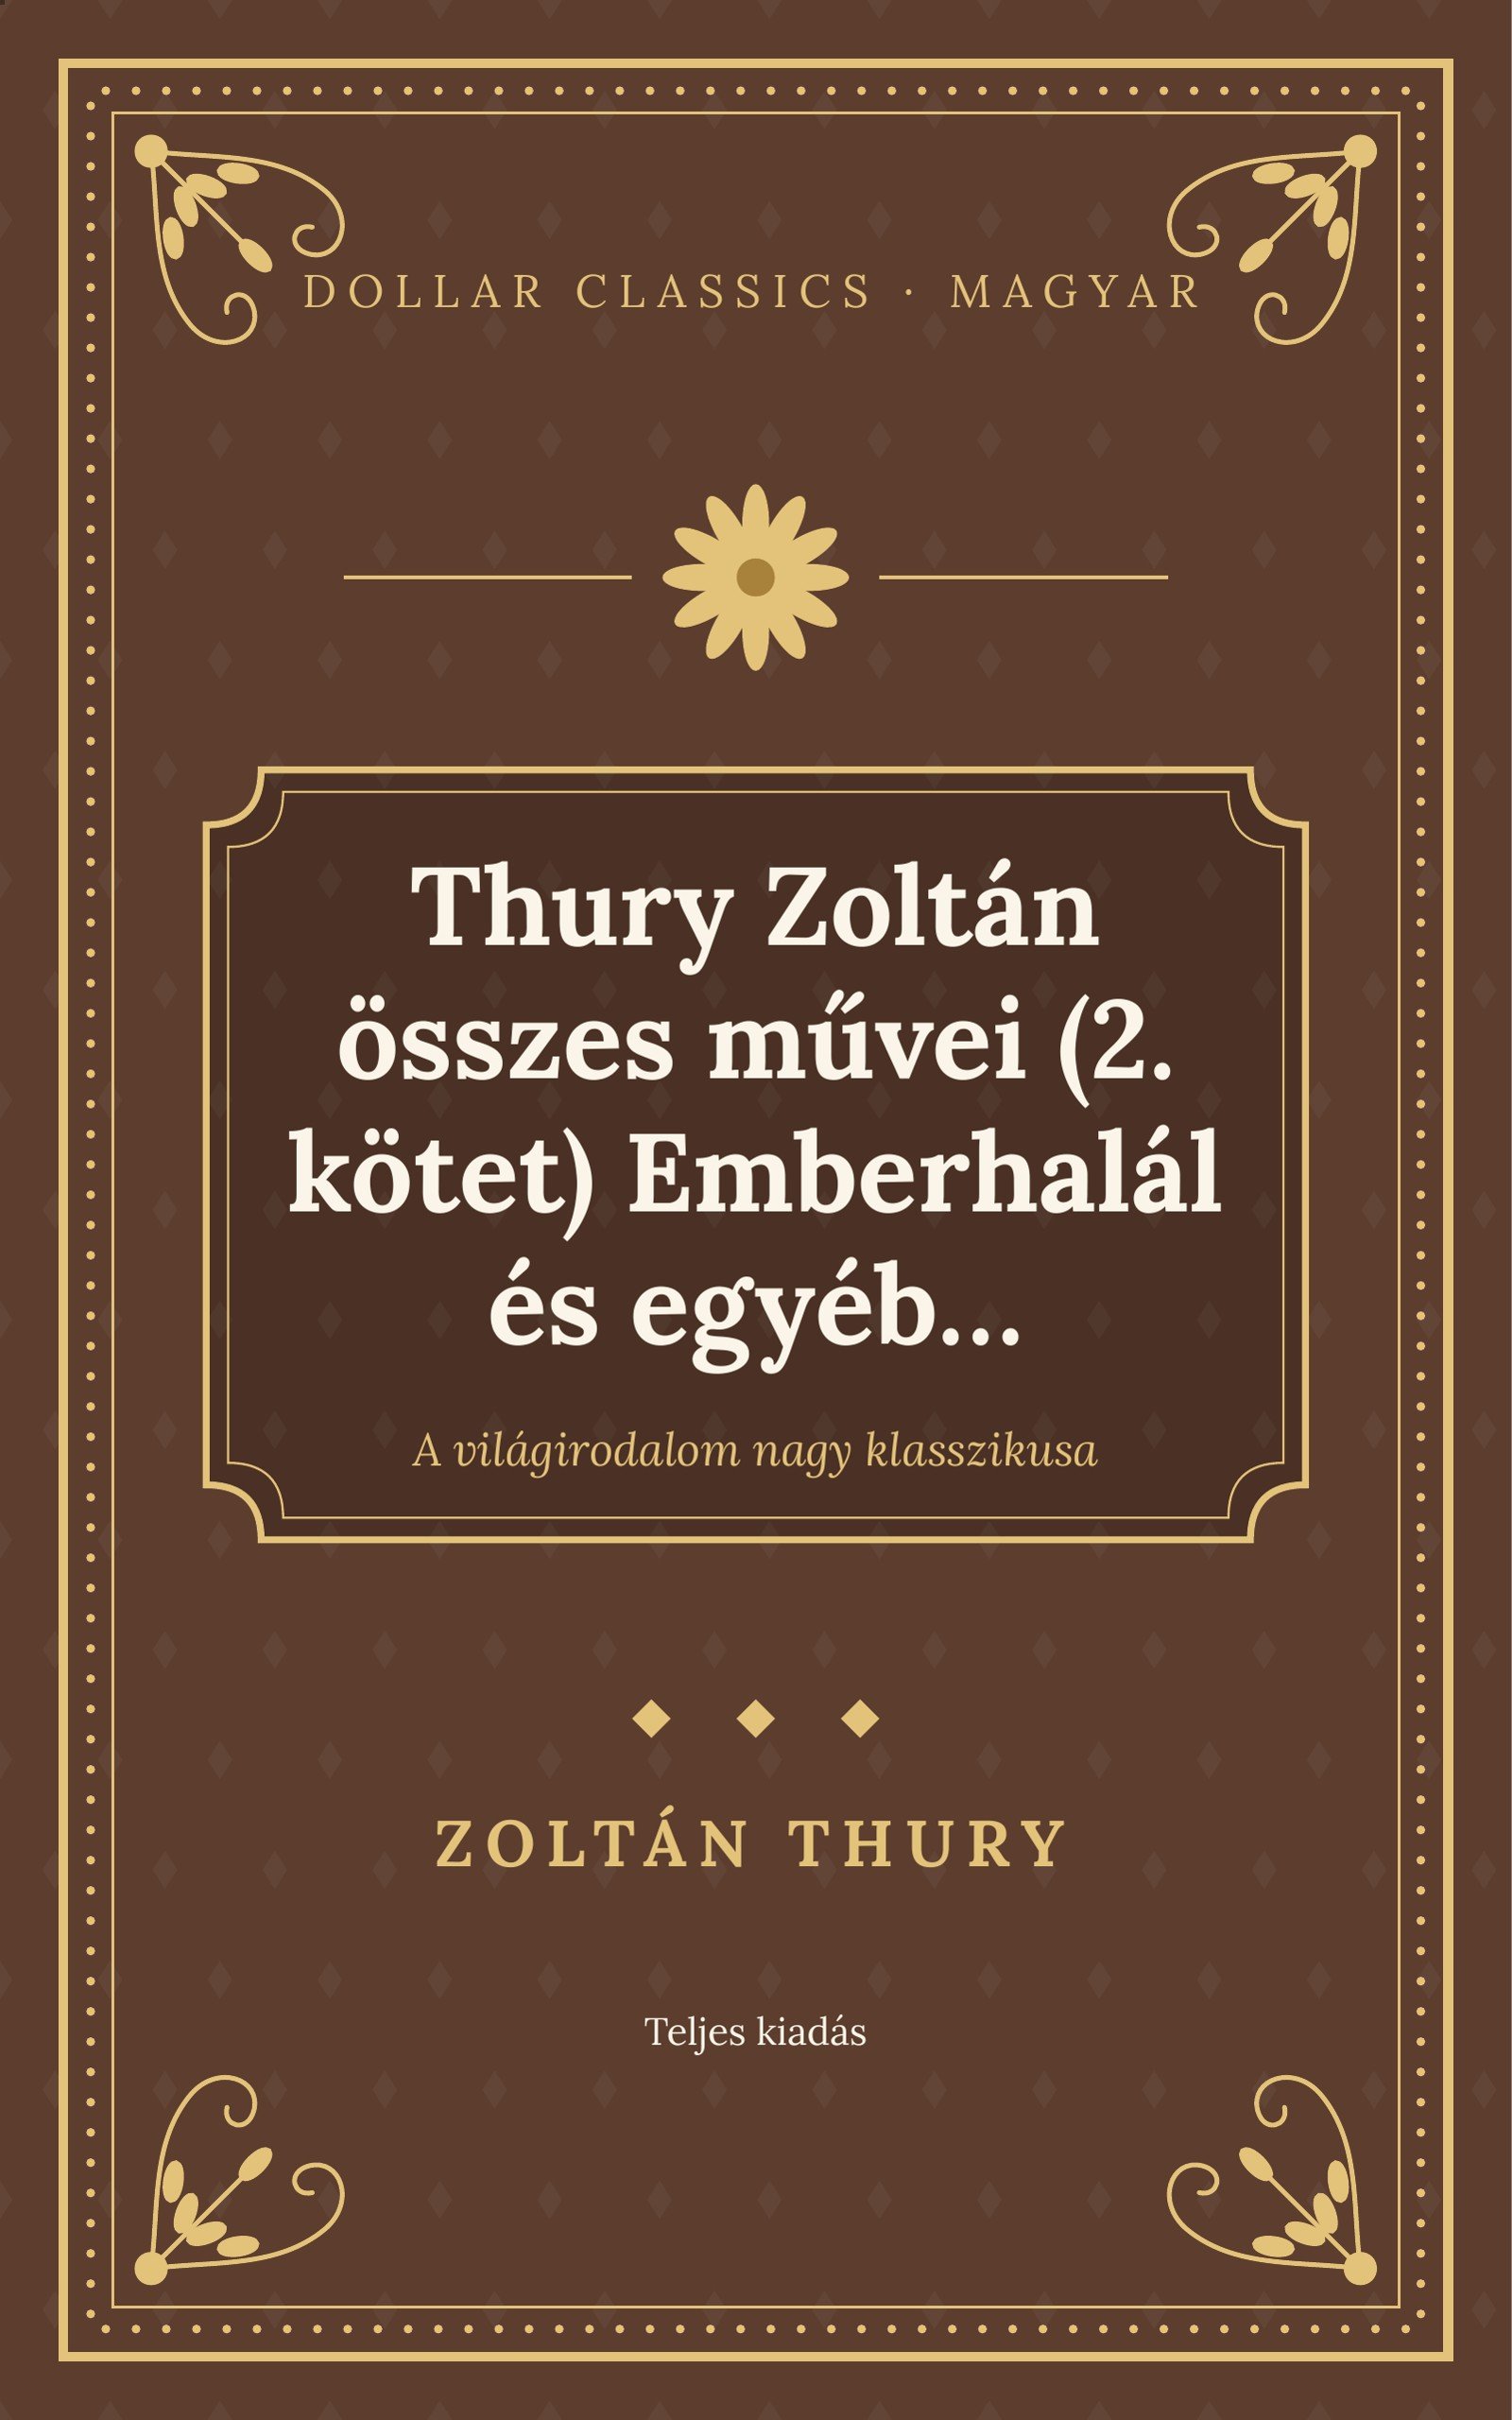 DOLLAR CLASSICS · MAGYAR
Thury Zoltán
összes művei (2.
kötet) Emberhalál
és egyéb...
A világirodalom nagy klasszikusa
ZOLTÁN THURY
Teljes kiadás